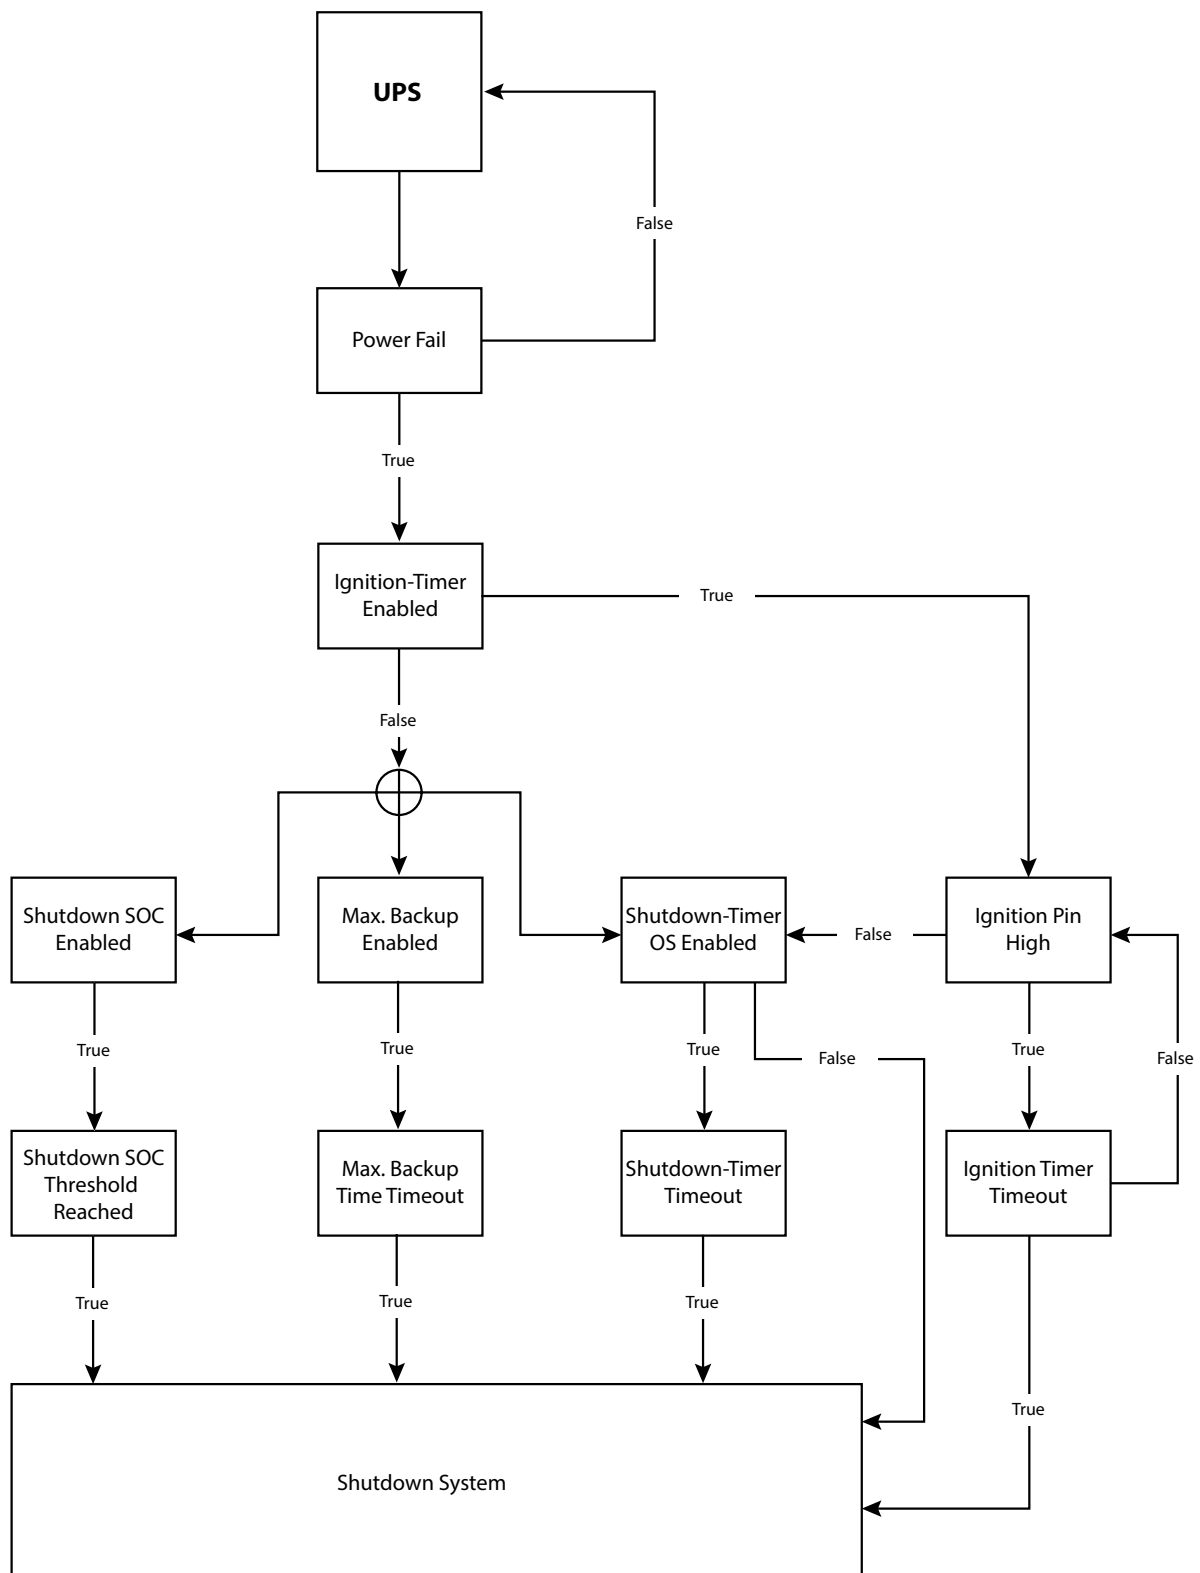 UPS
False
Power Fail
True
Ignition-Timer
Enabled
True
False
Shutdown SOC
Enabled
Max. Backup
Enabled
Shutdown-Timer
OS Enabled
False
Ignition Pin
High
True
True
True
False
True
False
Shutdown SOC
Threshold
Reached
Max. Backup
Time Timeout
Shutdown-Timer
Timeout
Ignition Timer
Timeout
True
True
True
True
Shutdown System